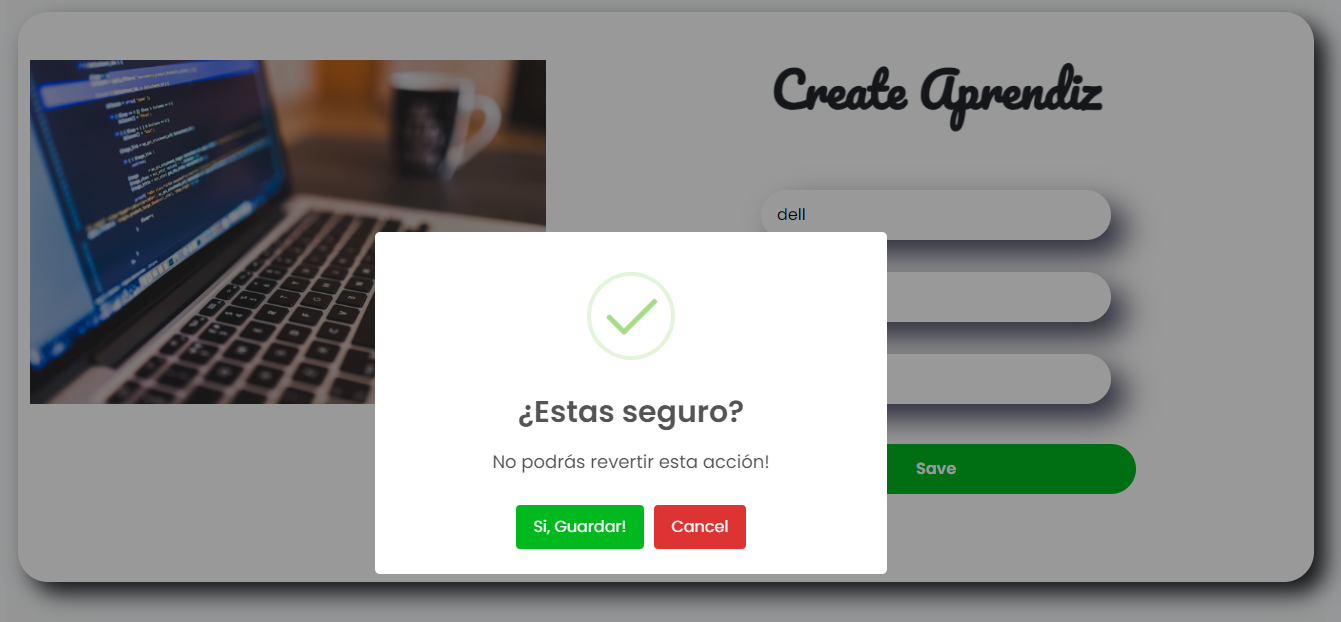 Create Aprendiz
dell
¿Estas seguro?
No podrás revertir esta acción!
Si, Guardar!
Cancel
Save